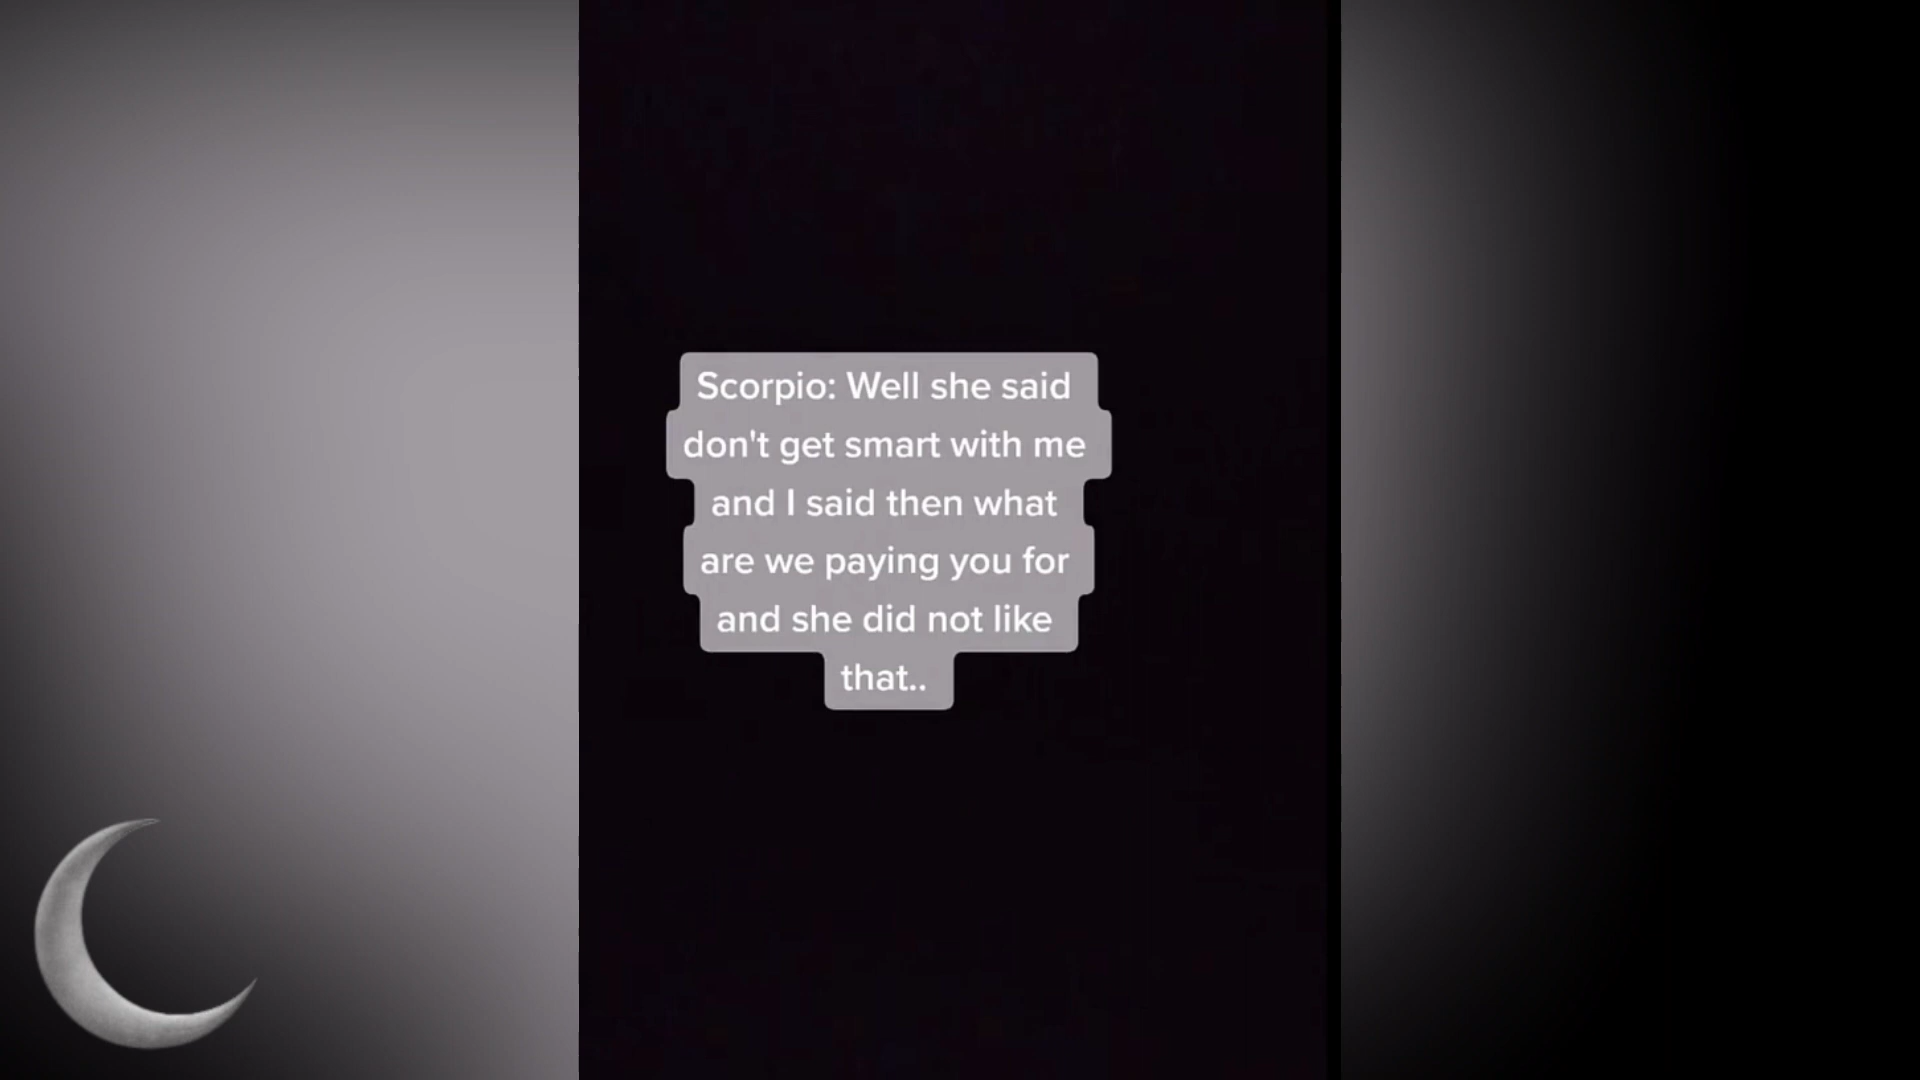 Scorpio: Well she said
don't get smart with me
and I said then what
are we paying you for
and she did not like
that..